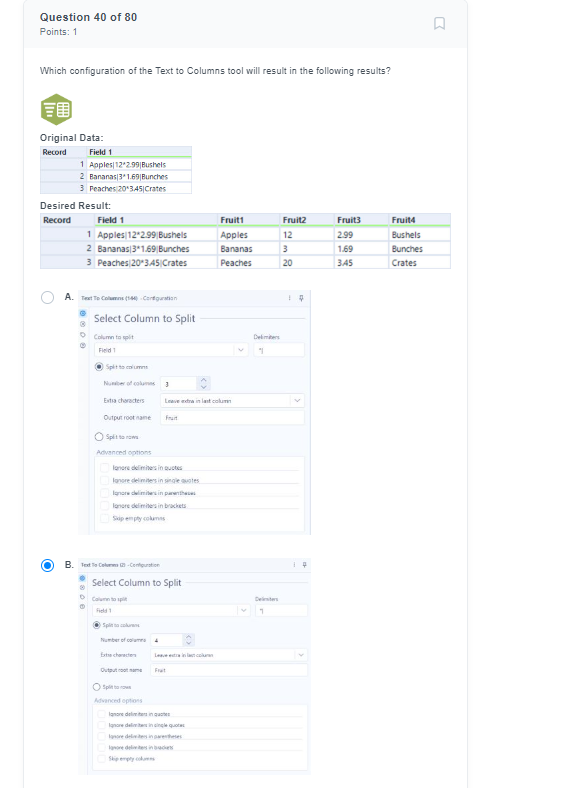 Question 40 of 80
Points: 1
Which configuration of the Text to Columns tool will result in the following results?
Original Data:
Record Field 1
1 Apples|12*2.99|Bushels
2 Bananas|3*1.69|Bunches
3 Peaches|20*3.45|Crates
Desired Result:
Record Field 1 Fruit1 Fruit2 Fruit3 Fruit4
1 Apples|12*2.99|Bushels Apples 12 2.99 Bushels
2 Bananas|3*1.69|Bunches Bananas 3 1.69 Bunches
3 Peaches|20*3.45|Crates Peaches 20 3.45 Crates
A. Text To Columns (144) - Configuration
Select Column to Split
Column to split Delimiters
Field 1 *|
Split to columns
Number of columns 3
Extra characters Leave extra in last column
Output root name Fruit
Split to rows
Advanced options
Ignore delimiters in quotes
Ignore delimiters in single quotes
Ignore delimiters in parentheses
Ignore delimiters in brackets
Skip empty columns
B. Text To Columns - Configuration
Select Column to Split
Column to split Delimiters
Field 1 *|
Split to columns
Number of columns 4
Extra characters Leave extra in last column
Output root name Fruit
Split to rows
Advanced options
Ignore delimiters in quotes
Ignore delimiters in single quotes
Ignore delimiters in parentheses
Ignore delimiters in brackets
Skip empty columns